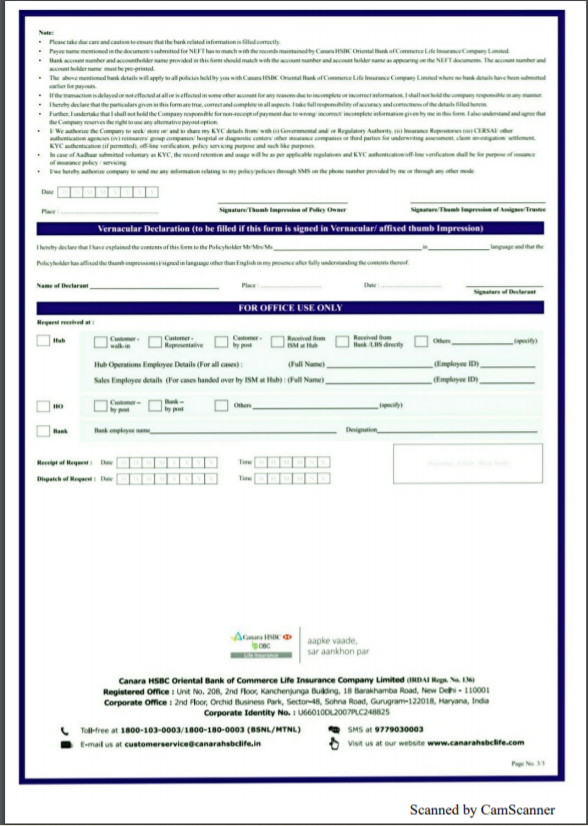 Note:
• Please take due care and caution to ensure that the bank related information is filled correctly.
• Payee name mentioned in the document's submitted for NEFT has to match with the records maintained by Canara HSBC Oriental Bank of Commerce Life Insurance Company Limited.
• Bank account number and accountholder name provided in this form should match with the account number and account holder name as appearing on the NEFT documents. The account number and
account holder name must be pre-printed.
• The above mentioned bank details will apply to all policies held by you with Canara HSBC Oriental Bank of Commerce Life Insurance Company Limited where no bank details have been submitted
earlier for payouts.
• If the transaction is delayed or not effected at all or is effected in some other account for any reasons due to incomplete or incorrect information, I shall not hold the company responsible in any manner.
• I hereby declare that the particulars given in this form are true, correct and complete in all aspects. I take full responsibility of accuracy and correctness of the details filled herein.
• Further, I undertake that I shall not hold the Company responsible for non-receipt of payment due to wrong/ incorrect/ incomplete information given by me in this form. I also understand and agree that
the Company reserves the right to use any alternative payout option.
• I/ We authorize the Company to seek/ store or/ and to share my KYC details from/ with (i) Governmental and/ or Regulatory Authority, (ii) Insurance Repositories (iii) CERSAI/ other
authentication agencies (iv) reinsurers/ group companies/ hospital or diagnostic centers/ other insurance companies or third parties for underwriting assessment, claim investigation/ settlement,
KYC authentication (if permitted), off-line verification, policy servicing purpose and such like purposes.
• In case of Aadhaar submitted voluntary as KYC, the record retention and usage will be as per applicable regulations and KYC authentication/off-line verification shall be for purpose of issuance
of insurance policy / servicing.
• I/we hereby authorize company to send my any information relating to my policy/policies through SMS on the phone number provided by me or through any other mode.
Date
Place :
Signature/Thumb Impression of Policy Owner Signature/Thumb Impression of Assignee/Trustee
Vernacular Declaration (to be filled if this form is signed in Vernacular/ affixed thumb Impression)
I hereby declare that I have explained the contents of this form to the Policyholder Mr/Mrs/Ms in language and that the
Policyholder has affixed the thumb impression(s)/signed in language other than English in my presence after fully understanding the contents thereof.
Name of Declarant Place : Date :
Signature of Declarant
FOR OFFICE USE ONLY
Request received at :
Hub Customer - walk-in Customer - Representative Customer - by post Received from ISM at Hub Received from Bank /LBS directly Others (specify)
Hub Operations Employee Details (For all cases) : (Full Name) (Employee ID)
Sales Employee details (For cases handed over by ISM at Hub) : (Full Name) (Employee ID)
HO Customer – by post Bank – by post Others (specify)
Bank Bank employee name Designation
Receipt of Request : Date Time
Dispatch of Request : Date Time
Canara HSBC
OBC
Life Insurance
aapke vaade,
sar aankhon par
Canara HSBC Oriental Bank of Commerce Life Insurance Company Limited (IRDAI Regn. No. 136)
Registered Office : Unit No. 208, 2nd Floor, Kanchenjunga Building, 18 Barakhamba Road, New Delhi - 110001
Corporate Office : 2nd Floor, Orchid Business Park, Sector-48, Sohna Road, Gurugram-122018, Haryana, India
Corporate Identity No. : U66010DL2007PLC248825
Toll-free at 1800-103-0003/1800-180-0003 (BSNL/MTNL) SMS at 9779030003
E-mail us at customerservice@canarahsbclife.in Visit us at our website www.canarahsbclife.com
Page No. 3/3
Scanned by CamScanner